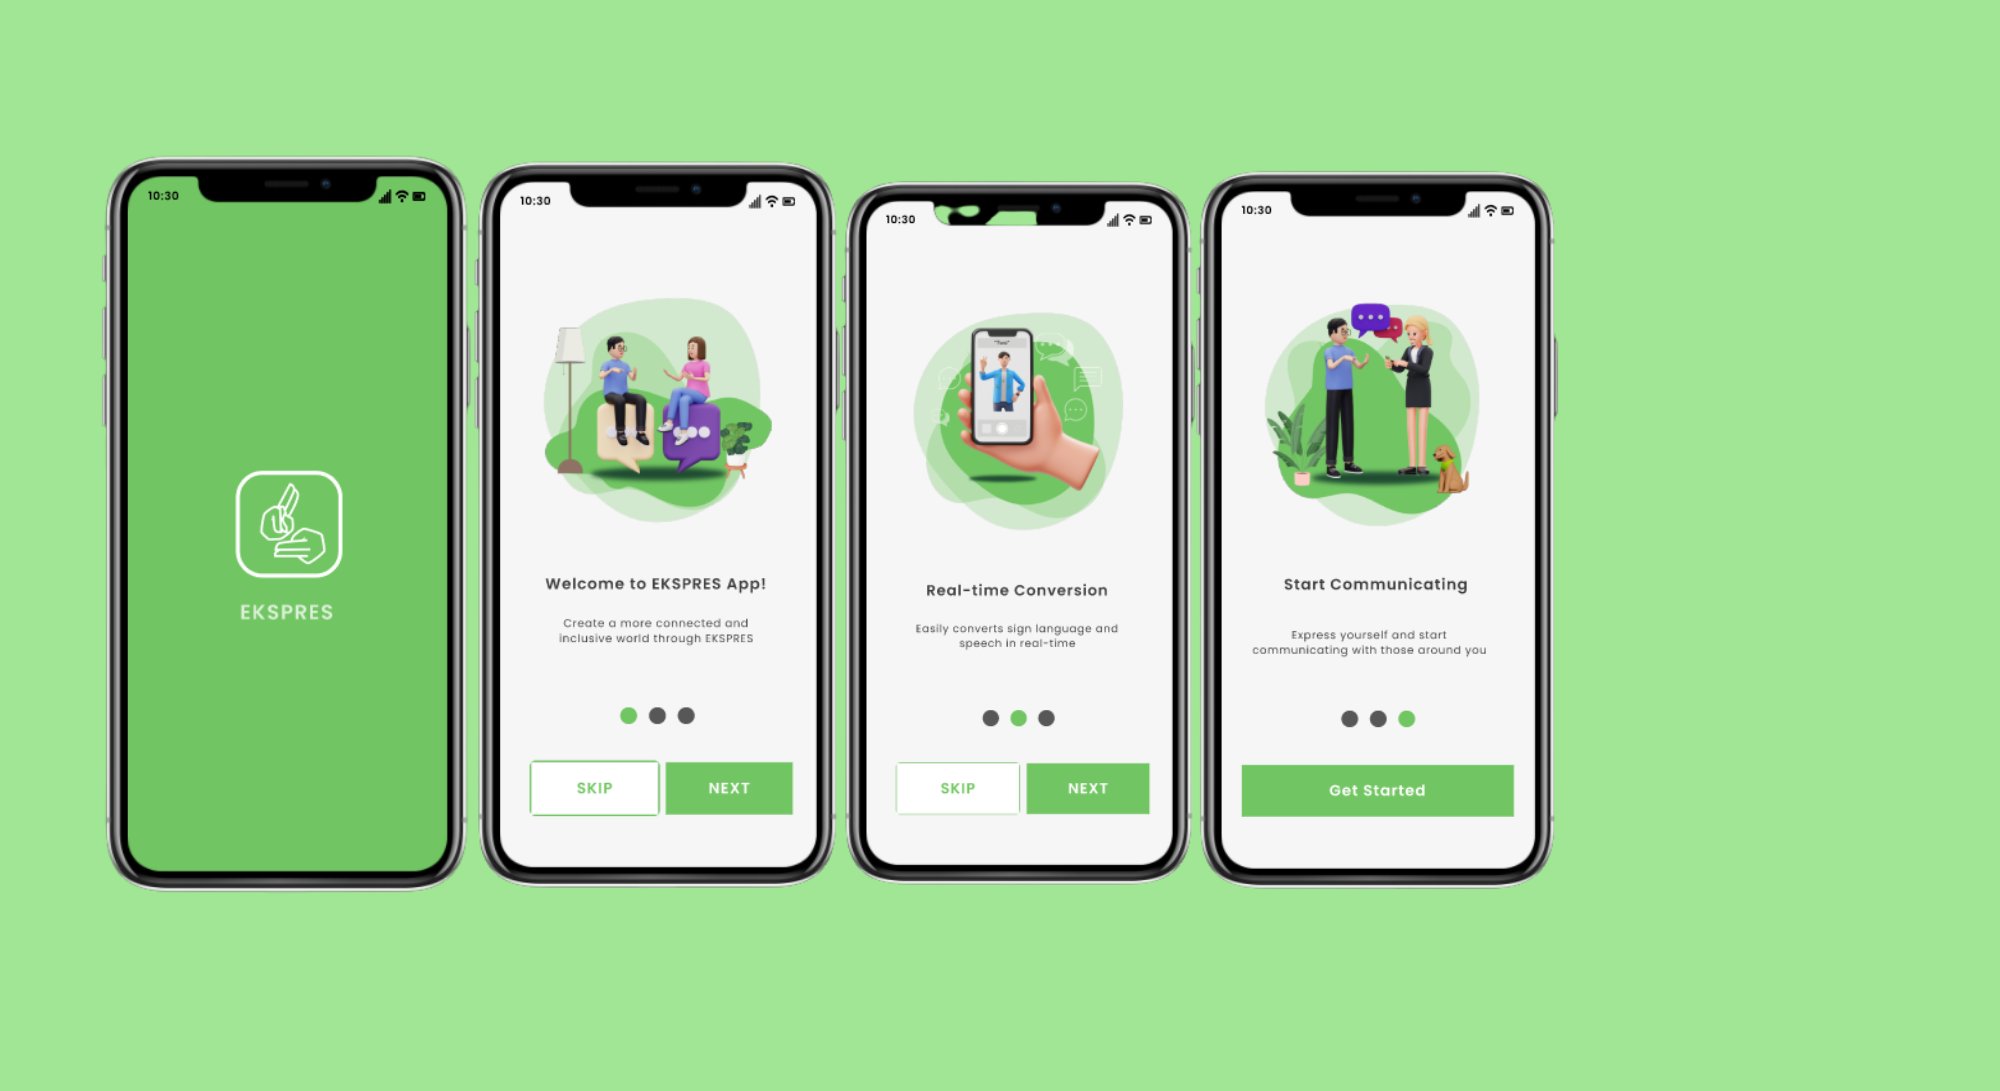 10:30
EKSPRES
10:30
Welcome to EKSPRES App!
Create a more connected and
inclusive world through EKSPRES
SKIP
NEXT
10:30
"Two"
Real-time Conversion
Easily converts sign language and
speech in real-time
SKIP
NEXT
10:30
Start Communicating
Express yourself and start
communicating with those around you
Get Started